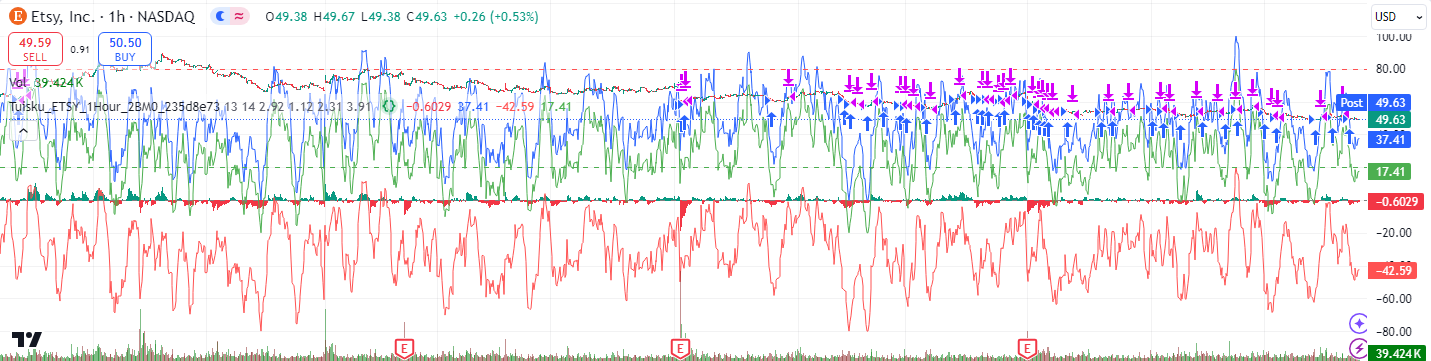 E Etsy, Inc. · 1h · NASDAQ O49.38 H49.67 L49.38 C49.63 +0.26 (+0.53%)
USD
49.59 SELL
0.91
50.50 BUY
Vol 39.424K
Tuisku_ETSY_1Hour_2BM0_235d8e73 13 14 2.92 1.12 2.31 3.91 −0.6029 37.41 −42.59 17.41
100.00
80.00
Post 49.63
49.63
37.41
17.41
−0.6029
−20.00
−42.59
−60.00
−80.00
39.424K
E
E
E